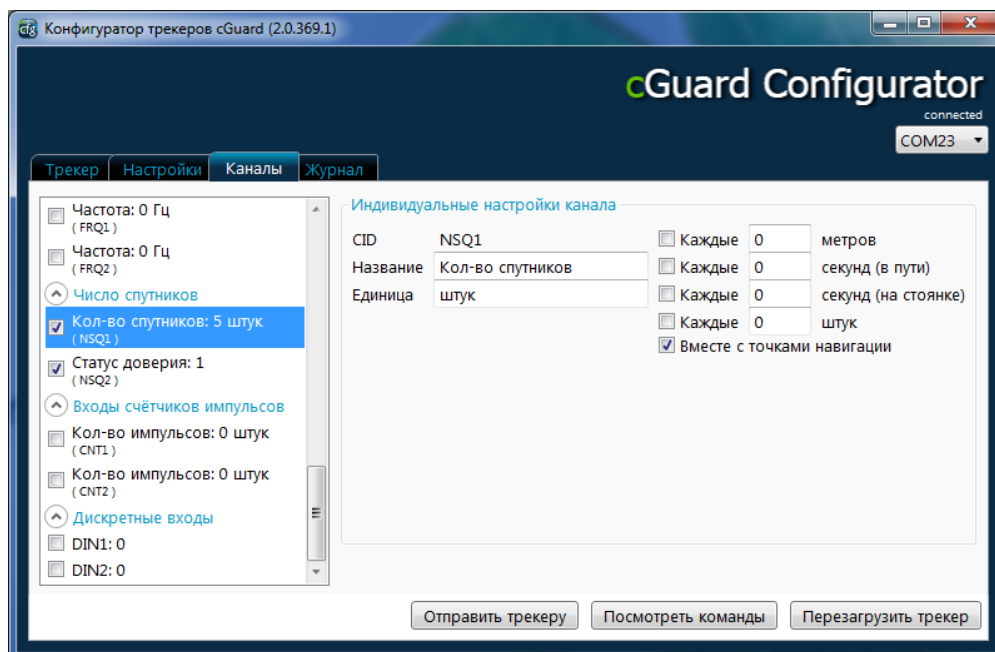 Конфигуратор трекеров cGuard (2.0.369.1)
cGuard Configurator
connected
COM23
Трекер Настройки Каналы Журнал
Частота: 0 Гц
( FRQ1 )
Частота: 0 Гц
( FRQ2 )
Число спутников
Кол-во спутников: 5 штук
( NSQ1 )
Статус доверия: 1
( NSQ2 )
Входы счётчиков импульсов
Кол-во импульсов: 0 штук
( CNT1 )
Кол-во импульсов: 0 штук
( CNT2 )
Дискретные входы
DIN1: 0
DIN2: 0
Индивидуальные настройки канала
CID NSQ1
Название Кол-во спутников
Единица штук
Каждые 0 метров
Каждые 0 секунд (в пути)
Каждые 0 секунд (на стоянке)
Каждые 0 штук
Вместе с точками навигации
Отправить трекеру Посмотреть команды Перезагрузить трекер